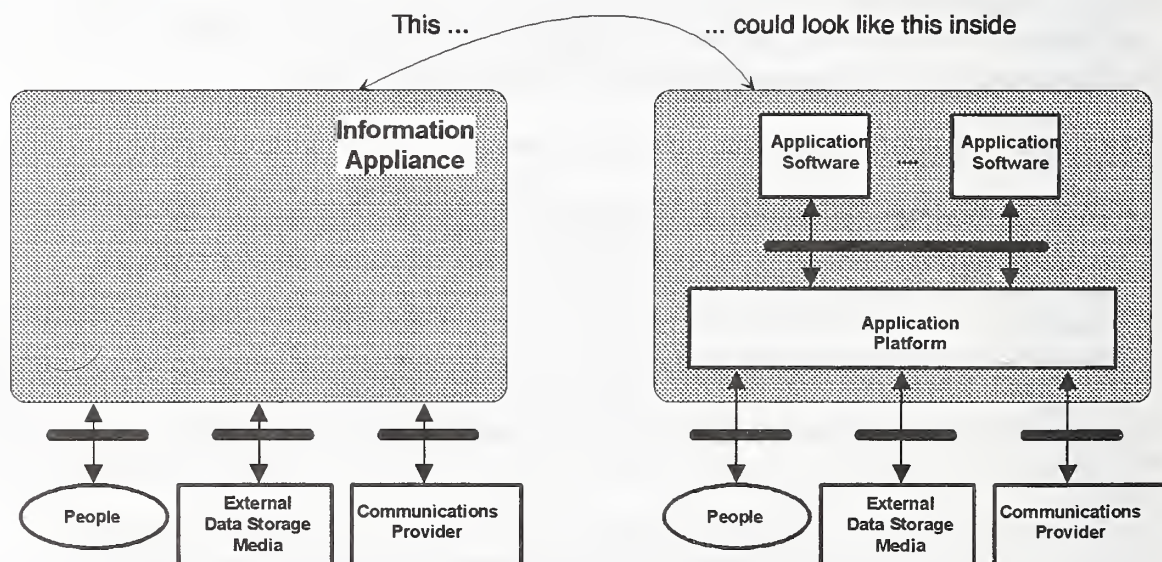 This ...
... could look like this inside
Information
Appliance
People
External
Data Storage
Media
Communications
Provider
Application
Software
....
Application
Software
Application
Platform
People
External
Data Storage
Media
Communications
Provider